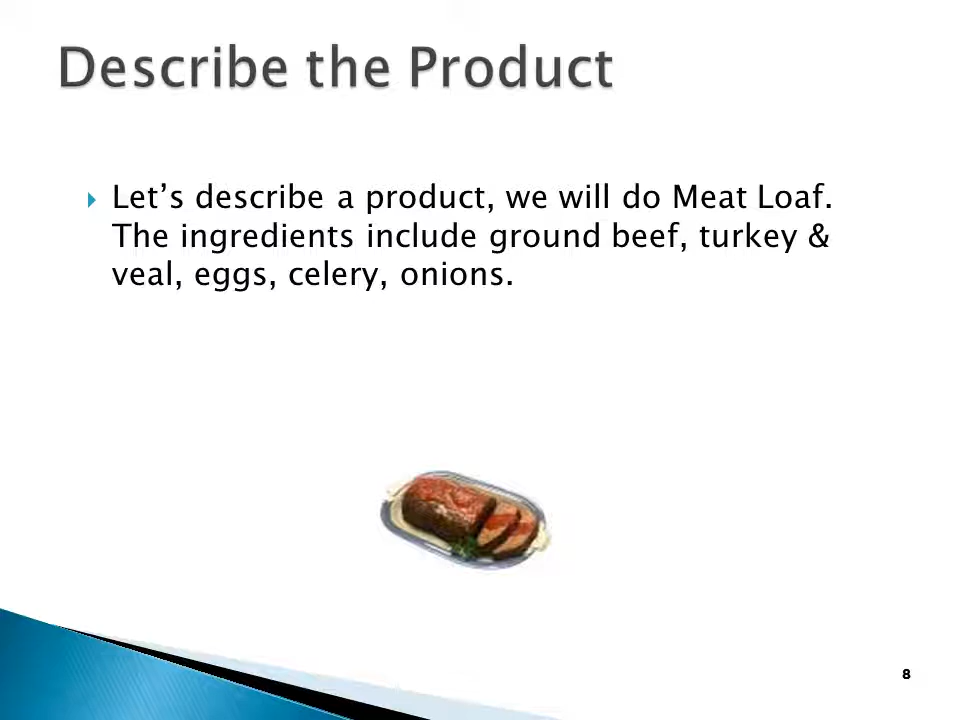 Describe the Product
Let’s describe a product, we will do Meat Loaf.
The ingredients include ground beef, turkey &
veal, eggs, celery, onions.
8